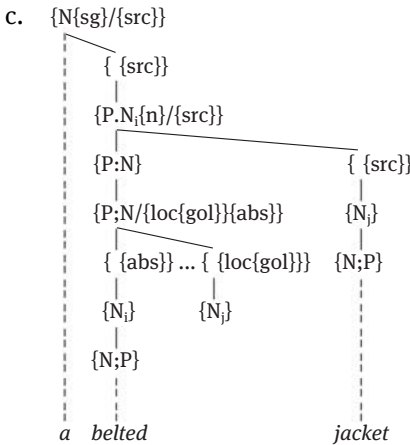 c. {N{sg}/{src}}
{ {src}}
{P.Nᵢ{n}/{src}}
{P:N} { {src}}
{P;N/{loc{gol}}{abs}} {Nⱼ}
{ {abs}} ... { {loc{gol}}} {N;P}
{Nᵢ} {Nⱼ}
{N;P}
a belted jacket